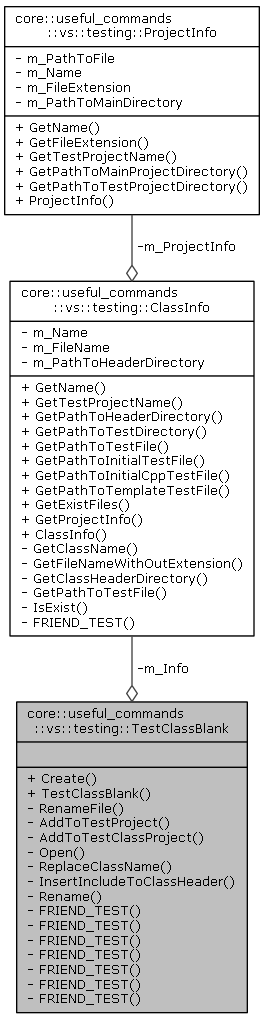 core::useful_commands
::vs::testing::ProjectInfo
- m_PathToFile
- m_Name
- m_FileExtension
- m_PathToMainDirectory
+ GetName()
+ GetFileExtension()
+ GetTestProjectName()
+ GetPathToMainProjectDirectory()
+ GetPathToTestProjectDirectory()
+ ProjectInfo()
-m_ProjectInfo
core::useful_commands
::vs::testing::ClassInfo
- m_Name
- m_FileName
- m_PathToHeaderDirectory
+ GetName()
+ GetTestProjectName()
+ GetPathToHeaderDirectory()
+ GetPathToTestDirectory()
+ GetPathToTestFile()
+ GetPathToInitialTestFile()
+ GetPathToInitialCppTestFile()
+ GetPathToTemplateTestFile()
+ GetExistFiles()
+ GetProjectInfo()
+ ClassInfo()
- GetClassName()
- GetFileNameWithOutExtension()
- GetClassHeaderDirectory()
- GetPathToTestFile()
- IsExist()
- FRIEND_TEST()
-m_Info
core::useful_commands
::vs::testing::TestClassBlank
+ Create()
+ TestClassBlank()
- RenameFile()
- AddToTestProject()
- AddToTestClassProject()
- Open()
- ReplaceClassName()
- InsertIncludeToClassHeader()
- Rename()
- FRIEND_TEST()
- FRIEND_TEST()
- FRIEND_TEST()
- FRIEND_TEST()
- FRIEND_TEST()
- FRIEND_TEST()
- FRIEND_TEST()